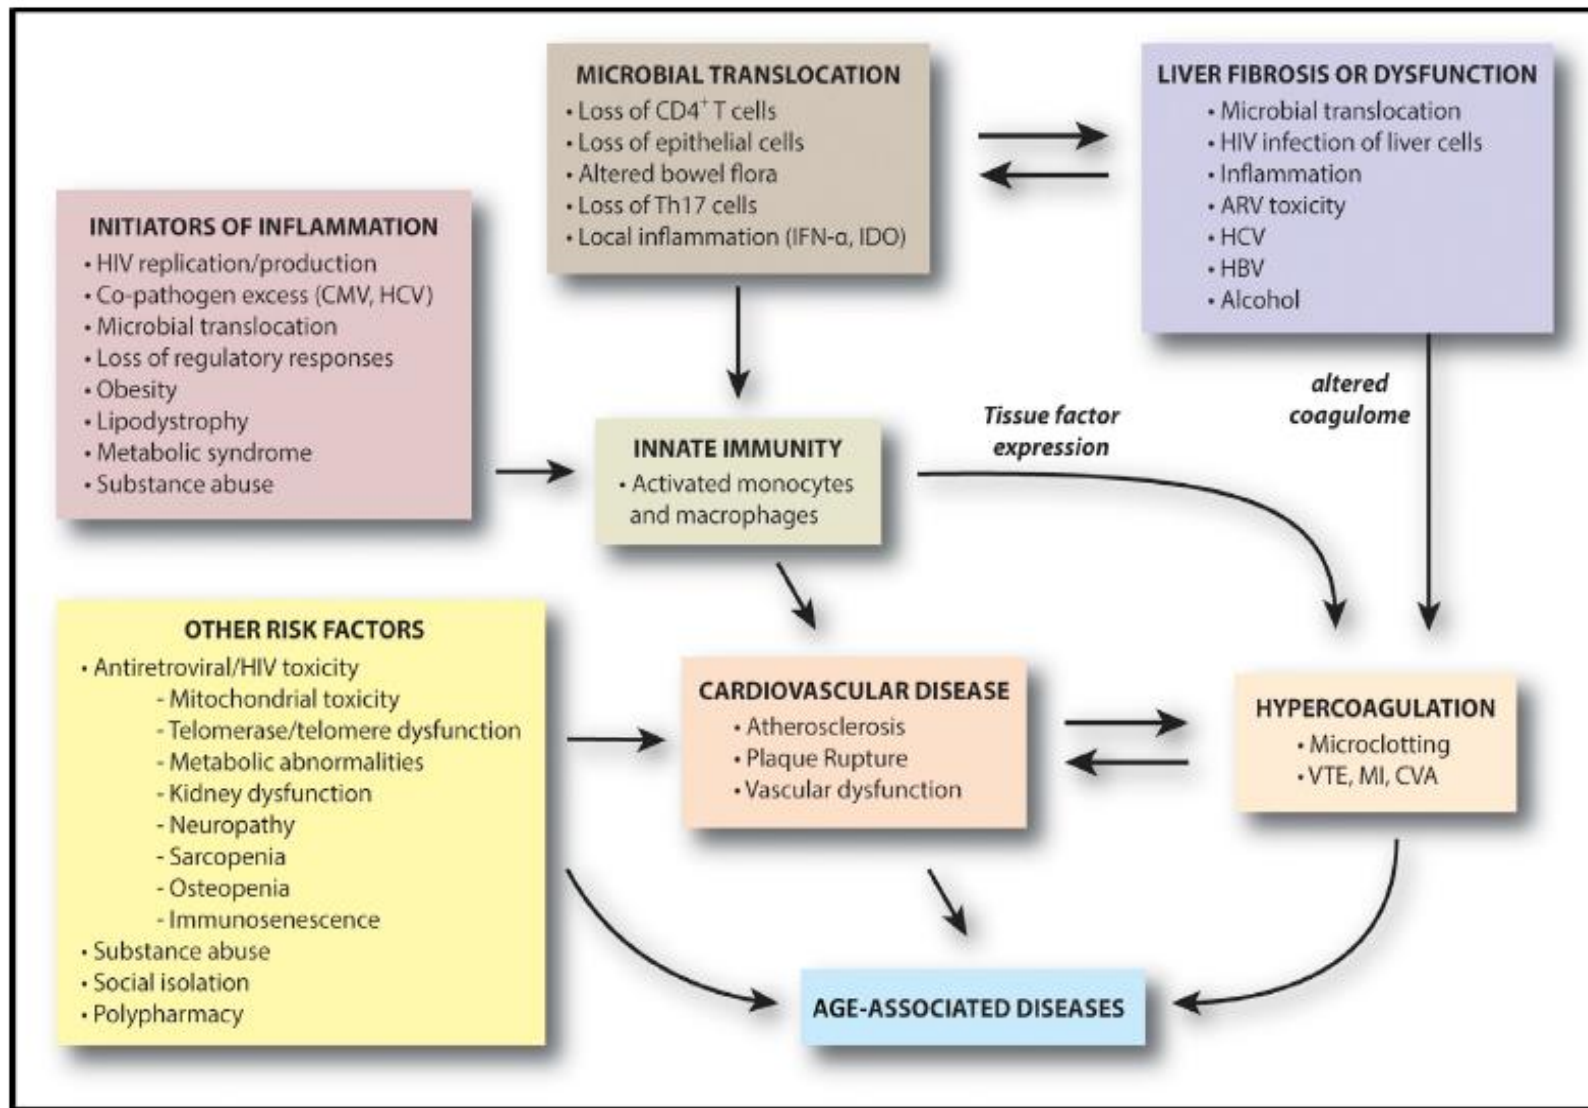 MICROBIAL TRANSLOCATION
• Loss of CD4⁺ T cells
• Loss of epithelial cells
• Altered bowel flora
• Loss of Th17 cells
• Local inflammation (IFN-α, IDO)
LIVER FIBROSIS OR DYSFUNCTION
• Microbial translocation
• HIV infection of liver cells
• Inflammation
• ARV toxicity
• HCV
• HBV
• Alcohol
INITIATORS OF INFLAMMATION
• HIV replication/production
• Co-pathogen excess (CMV, HCV)
• Microbial translocation
• Loss of regulatory responses
• Obesity
• Lipodystrophy
• Metabolic syndrome
• Substance abuse
INNATE IMMUNITY
• Activated monocytes
and macrophages
Tissue factor
expression
altered
coagulome
OTHER RISK FACTORS
• Antiretroviral/HIV toxicity
- Mitochondrial toxicity
- Telomerase/telomere dysfunction
- Metabolic abnormalities
- Kidney dysfunction
- Neuropathy
- Sarcopenia
- Osteopenia
- Immunosenescence
• Substance abuse
• Social isolation
• Polypharmacy
CARDIOVASCULAR DISEASE
• Atherosclerosis
• Plaque Rupture
• Vascular dysfunction
HYPERCOAGULATION
• Microclotting
• VTE, MI, CVA
AGE-ASSOCIATED DISEASES